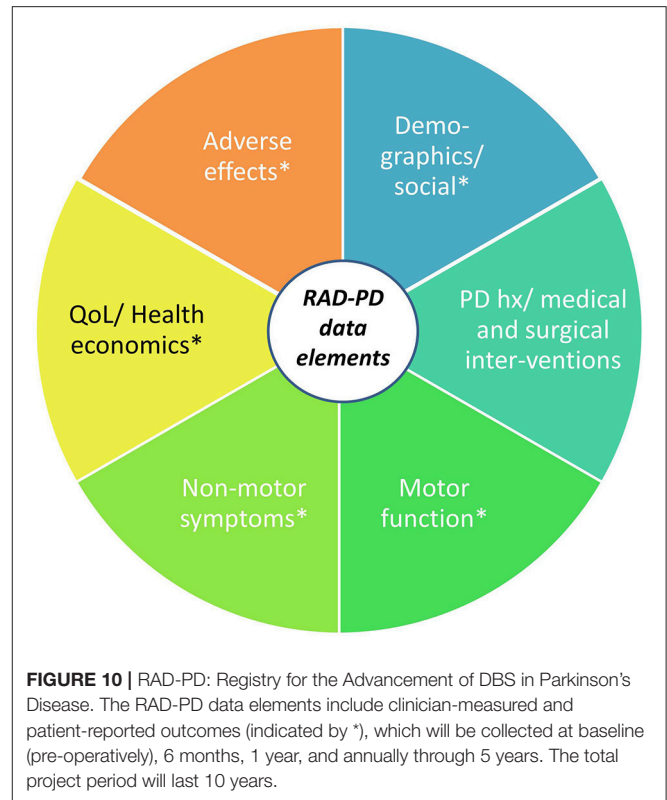 Adverse
effects*
Demo-
graphics/
social*
QoL/ Health
economics*
RAD-PD
data
elements
PD hx/ medical
and surgical
inter-ventions
Non-motor
symptoms*
Motor
function*
FIGURE 10 | RAD-PD: Registry for the Advancement of DBS in Parkinson's
Disease. The RAD-PD data elements include clinician-measured and
patient-reported outcomes (indicated by *), which will be collected at baseline
(pre-operatively), 6 months, 1 year, and annually through 5 years. The total
project period will last 10 years.